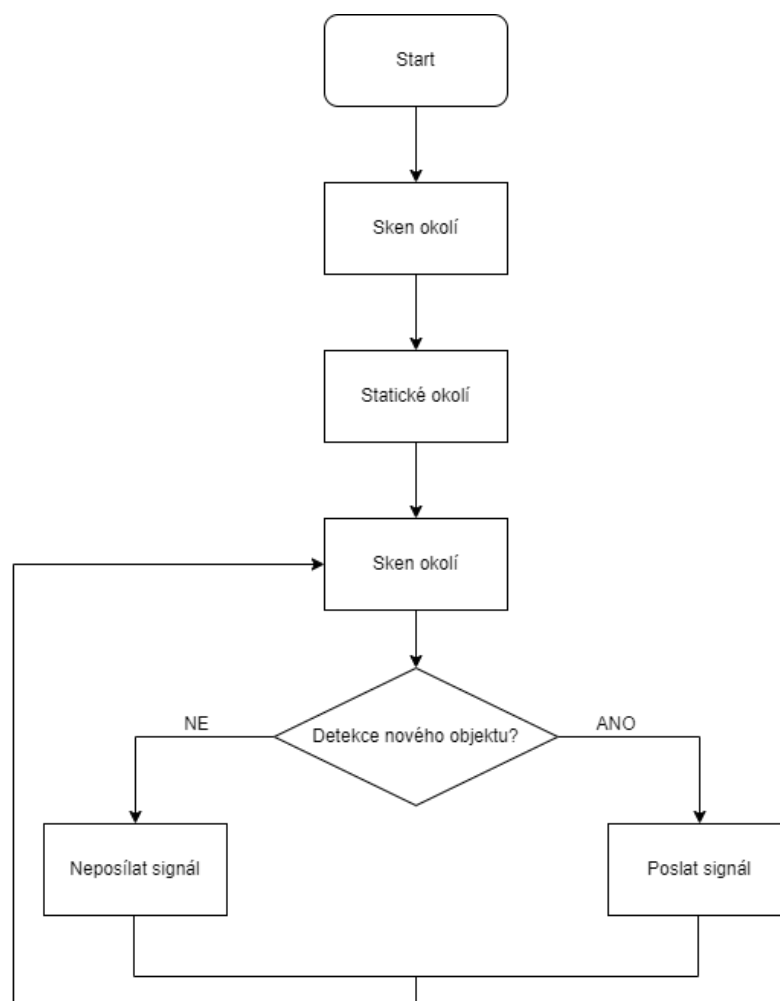 Start
Sken okolí
Statické okolí
Sken okolí
NE
Detekce nového objektu?
ANO
Neposílat signál
Poslat signál